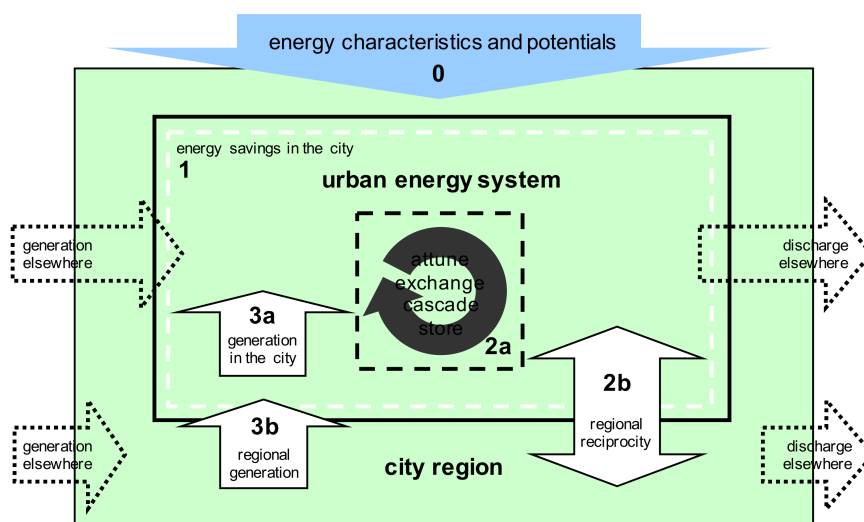 energy characteristics and potentials
0
energy savings in the city
1
urban energy system
generation
elsewhere
discharge
elsewhere
attune
exchange
cascade
store
2a
3a
generation
in the city
2b
regional
reciprocity
3b
regional
generation
generation
elsewhere
discharge
elsewhere
city region